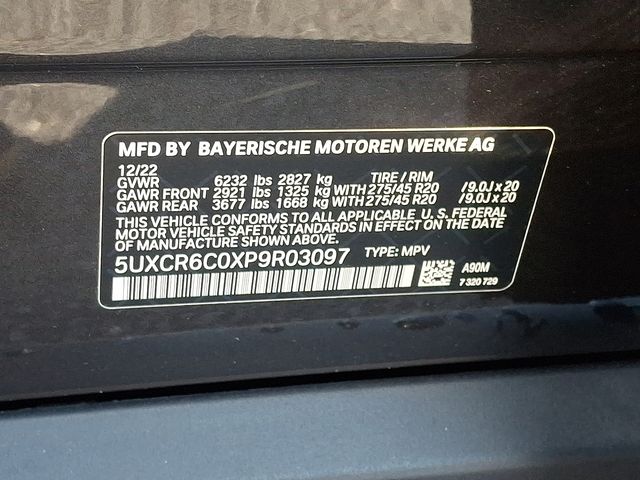 MFD BY BAYERISCHE MOTOREN WERKE AG
12/22
GVWR 6232 lbs 2827 kg TIRE / RIM
GAWR FRONT 2921 lbs 1325 kg WITH 275/45 R20 /9.0J x 20
GAWR REAR 3677 lbs 1668 kg WITH 275/45 R20 /9.0J x 20
THIS VEHICLE CONFORMS TO ALL APPLICABLE U. S. FEDERAL
MOTOR VEHICLE SAFETY STANDARDS IN EFFECT ON THE DATE
OF MANUFACTURE SHOWN ABOVE.
5UXCR6C0XP9R03097 TYPE: MPV
A90M
7 320 729